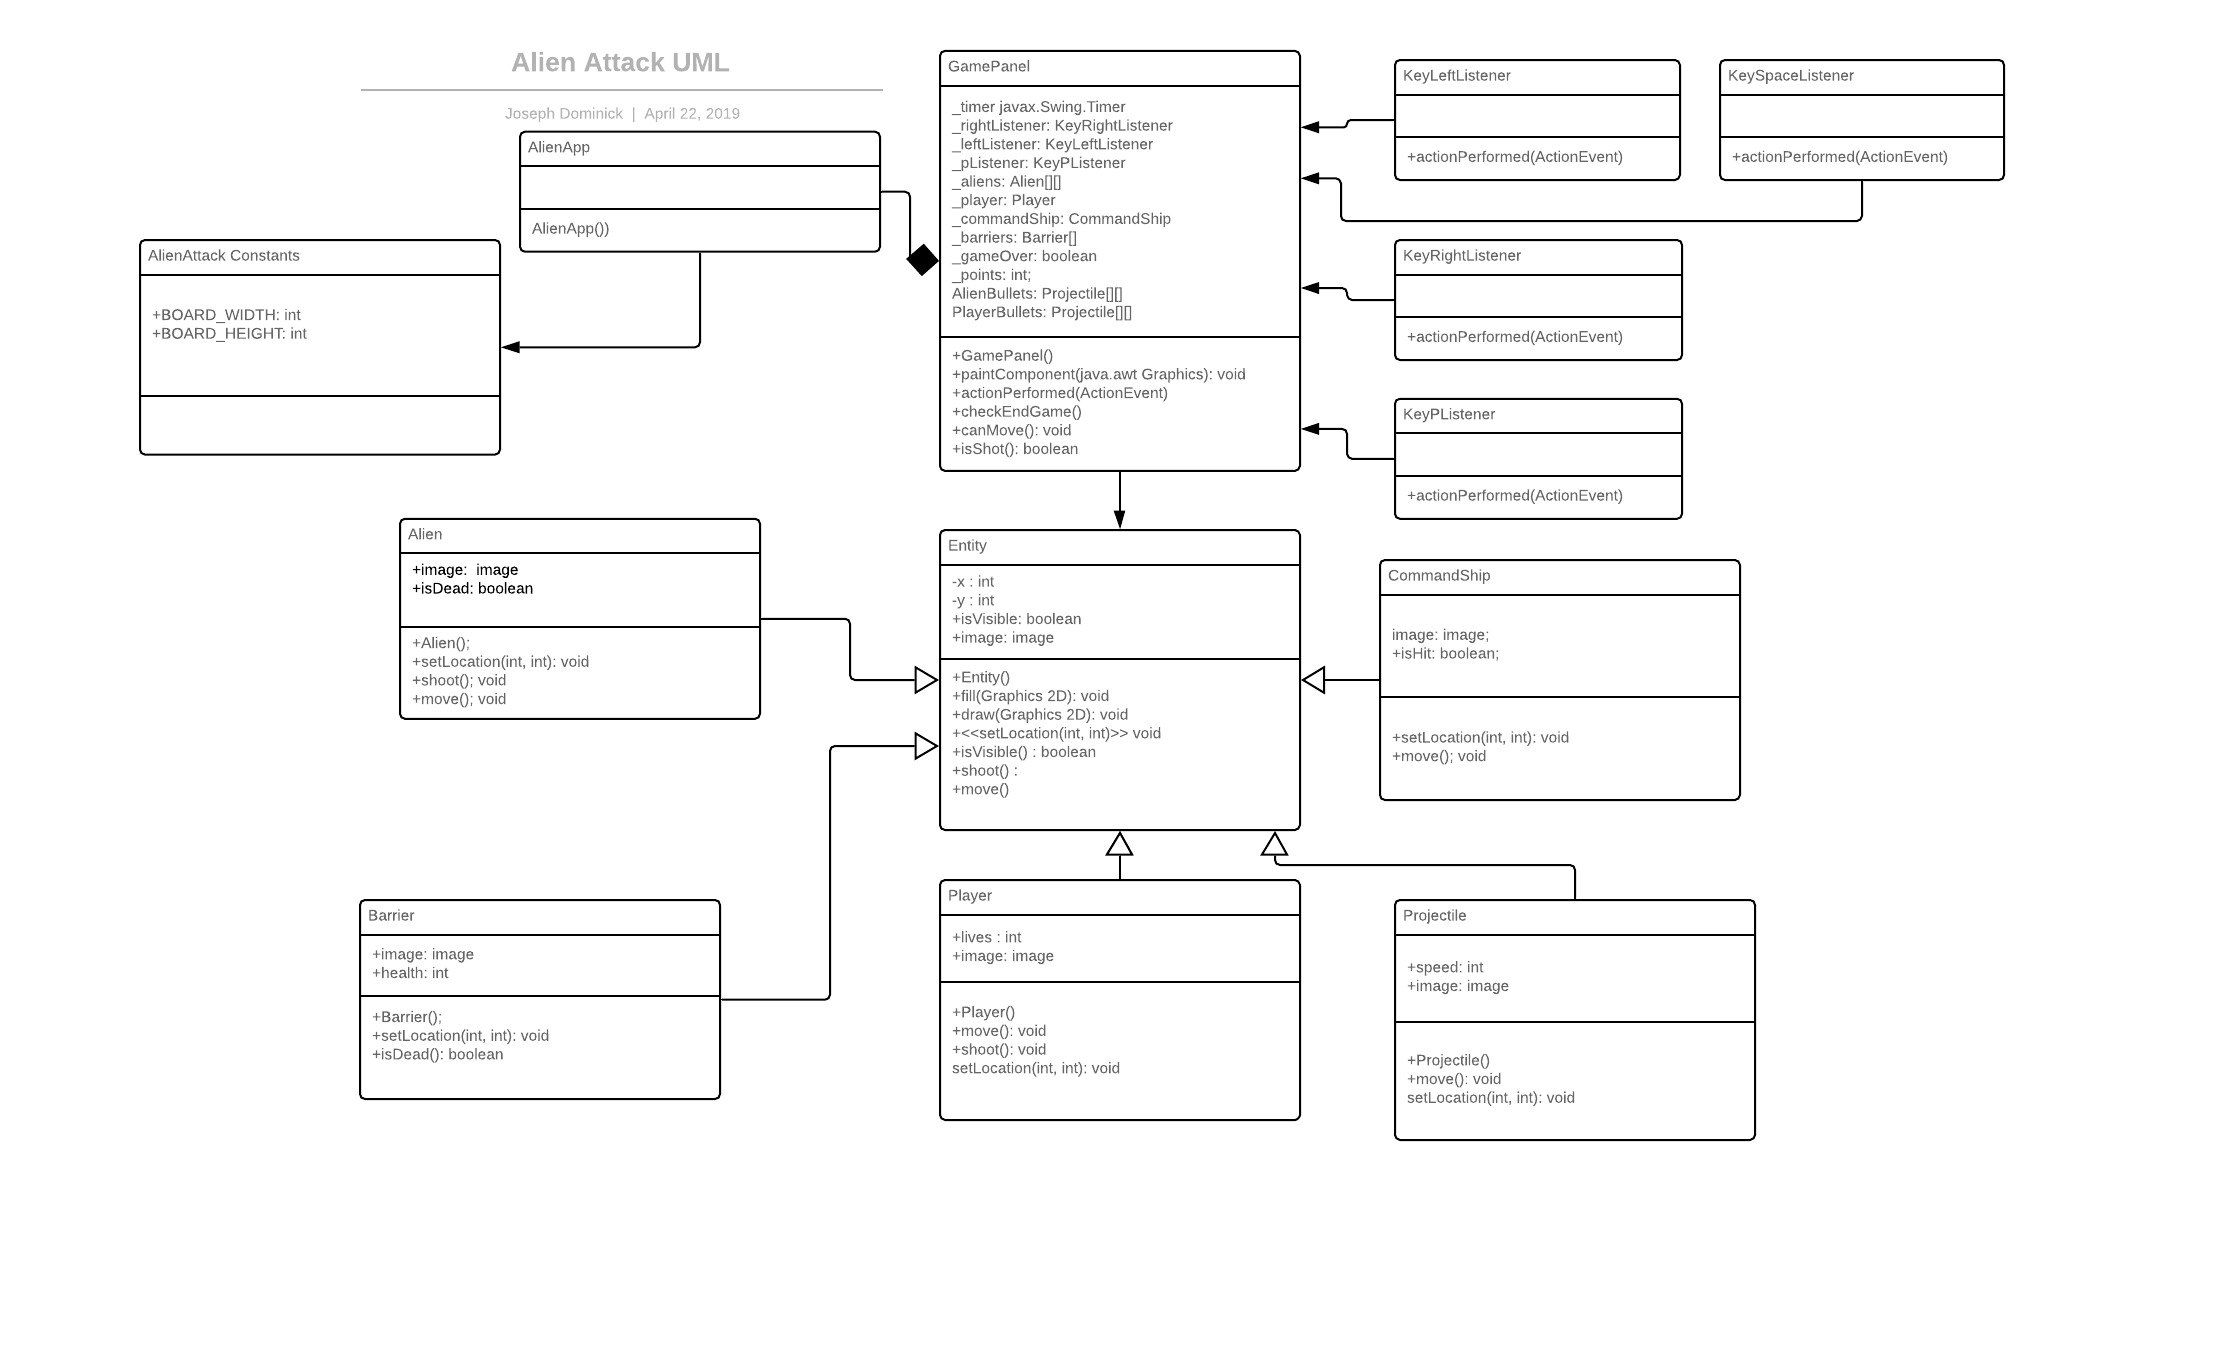 Alien Attack UML
Joseph Dominick | April 22, 2019
AlienApp
AlienApp())
AlienAttack Constants
+BOARD_WIDTH: int
+BOARD_HEIGHT: int
GamePanel
_timer javax.Swing.Timer
_rightListener: KeyRightListener
_leftListener: KeyLeftListener
_pListener: KeyPListener
_aliens: Alien[][]
_player: Player
_commandShip: CommandShip
_barriers: Barrier[]
_gameOver: boolean
_points: int;
AlienBullets: Projectile[][]
PlayerBullets: Projectile[][]
+GamePanel()
+paintComponent(java.awt Graphics): void
+actionPerformed(ActionEvent)
+checkEndGame()
+canMove(): void
+isShot(): boolean
KeyLeftListener
+actionPerformed(ActionEvent)
KeySpaceListener
+actionPerformed(ActionEvent)
KeyRightListener
+actionPerformed(ActionEvent)
KeyPListener
+actionPerformed(ActionEvent)
Alien
+image:  image
+isDead: boolean
+Alien();
+setLocation(int, int): void
+shoot(); void
+move(); void
Entity
-x : int
-y : int
+isVisible: boolean
+image: image
+Entity()
+fill(Graphics 2D): void
+draw(Graphics 2D): void
+<<setLocation(int, int)>> void
+isVisible() : boolean
+shoot() :
+move()
CommandShip
image: image;
+isHit: boolean;
+setLocation(int, int): void
+move(); void
Barrier
+image: image
+health: int
+Barrier();
+setLocation(int, int): void
+isDead(): boolean
Player
+lives : int
+image: image
+Player()
+move(): void
+shoot(): void
setLocation(int, int): void
Projectile
+speed: int
+image: image
+Projectile()
+move(): void
setLocation(int, int): void